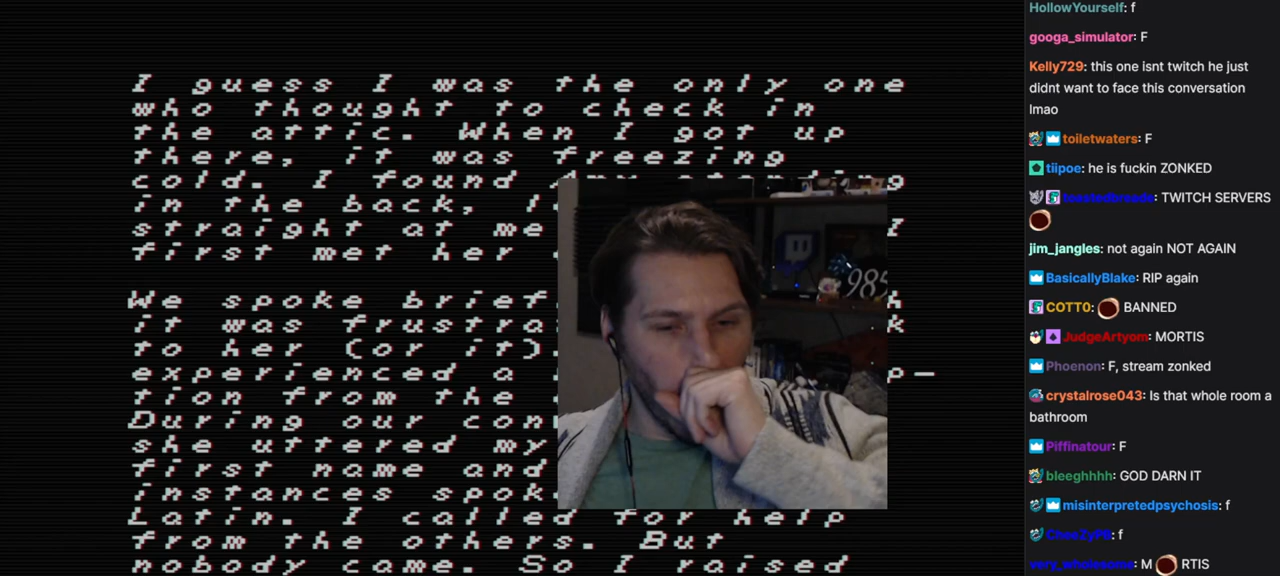 I guess I was the only one
who thought to check in
the attic. When I got up
there, it was freezing
cold. I found
in the back,
straight at me I
first met her
We spoke
it was
to her (or it).
experienced a p-
tion from the
During our
she uttered my
first name and
instances
Latin. I called for help
from the others. But
nobody came. So I raised
985
HollowYourself: f
googa_simulator: F
Kelly729: this one isnt twitch he just
didnt want to face this conversation
lmao
toiletwaters: F
tiipoe: he is fuckin ZONKED
toastedbreado: TWITCH SERVERS
jim_jangles: not again NOT AGAIN
BasicallyBlake: RIP again
COTT0: BANNED
JudgeArtyom: MORTIS
Phoenon: F, stream zonked
crystalrose043: Is that whole room a
bathroom
Piffinatour: F
bleeghhhh: GOD DARN IT
misinterpretedpsychosis: f
: f
very_wholesome: M RTIS